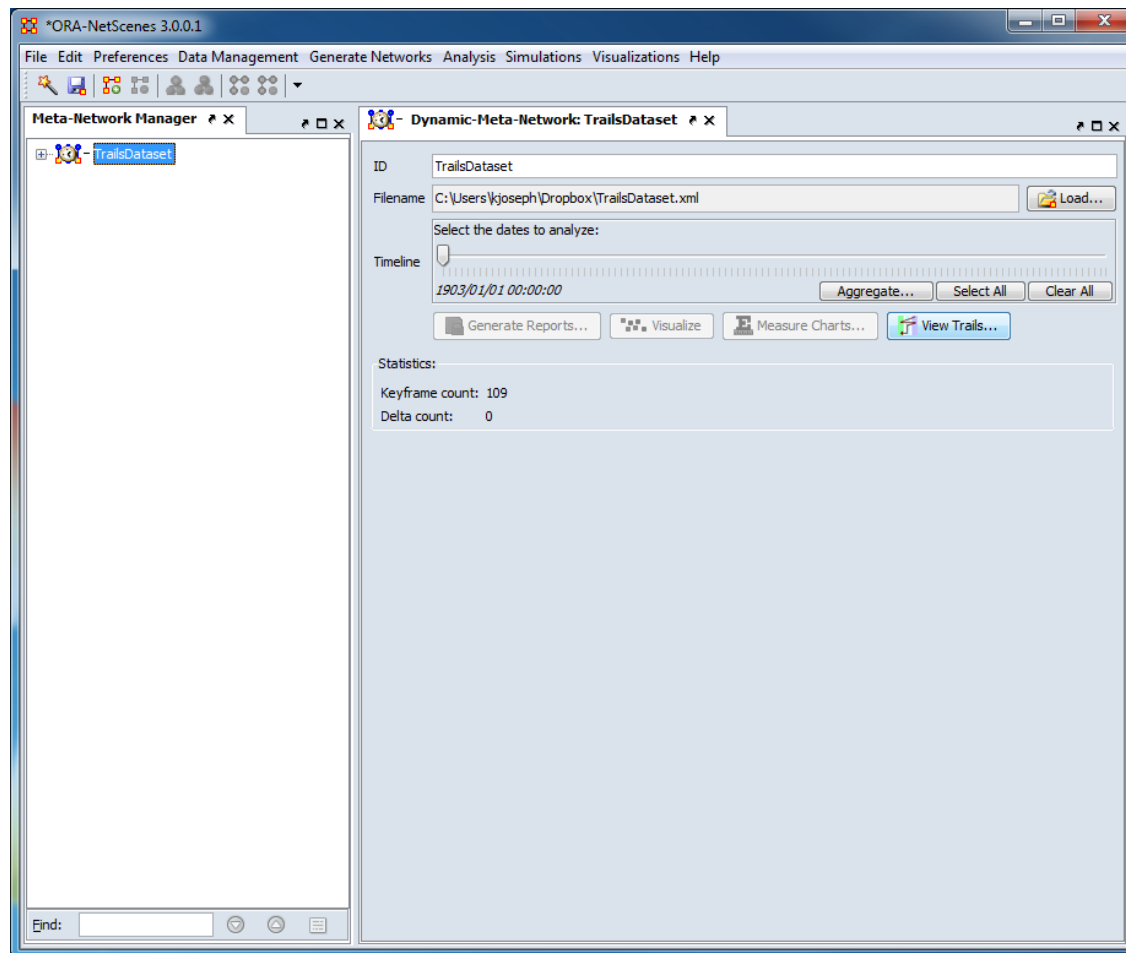 *ORA-NetScenes 3.0.0.1
File Edit Preferences Data Management Generate Networks Analysis Simulations Visualizations Help
Meta-Network Manager
Dynamic-Meta-Network: TrailsDataset
TrailsDataset
ID TrailsDataset
Filename C:\Users\kjoseph\Dropbox\TrailsDataset.xml Load...
Select the dates to analyze:
Timeline
1903/01/01 00:00:00 Aggregate... Select All Clear All
Generate Reports... Visualize Measure Charts... View Trails...
Statistics:
Keyframe count: 109
Delta count: 0
Find: